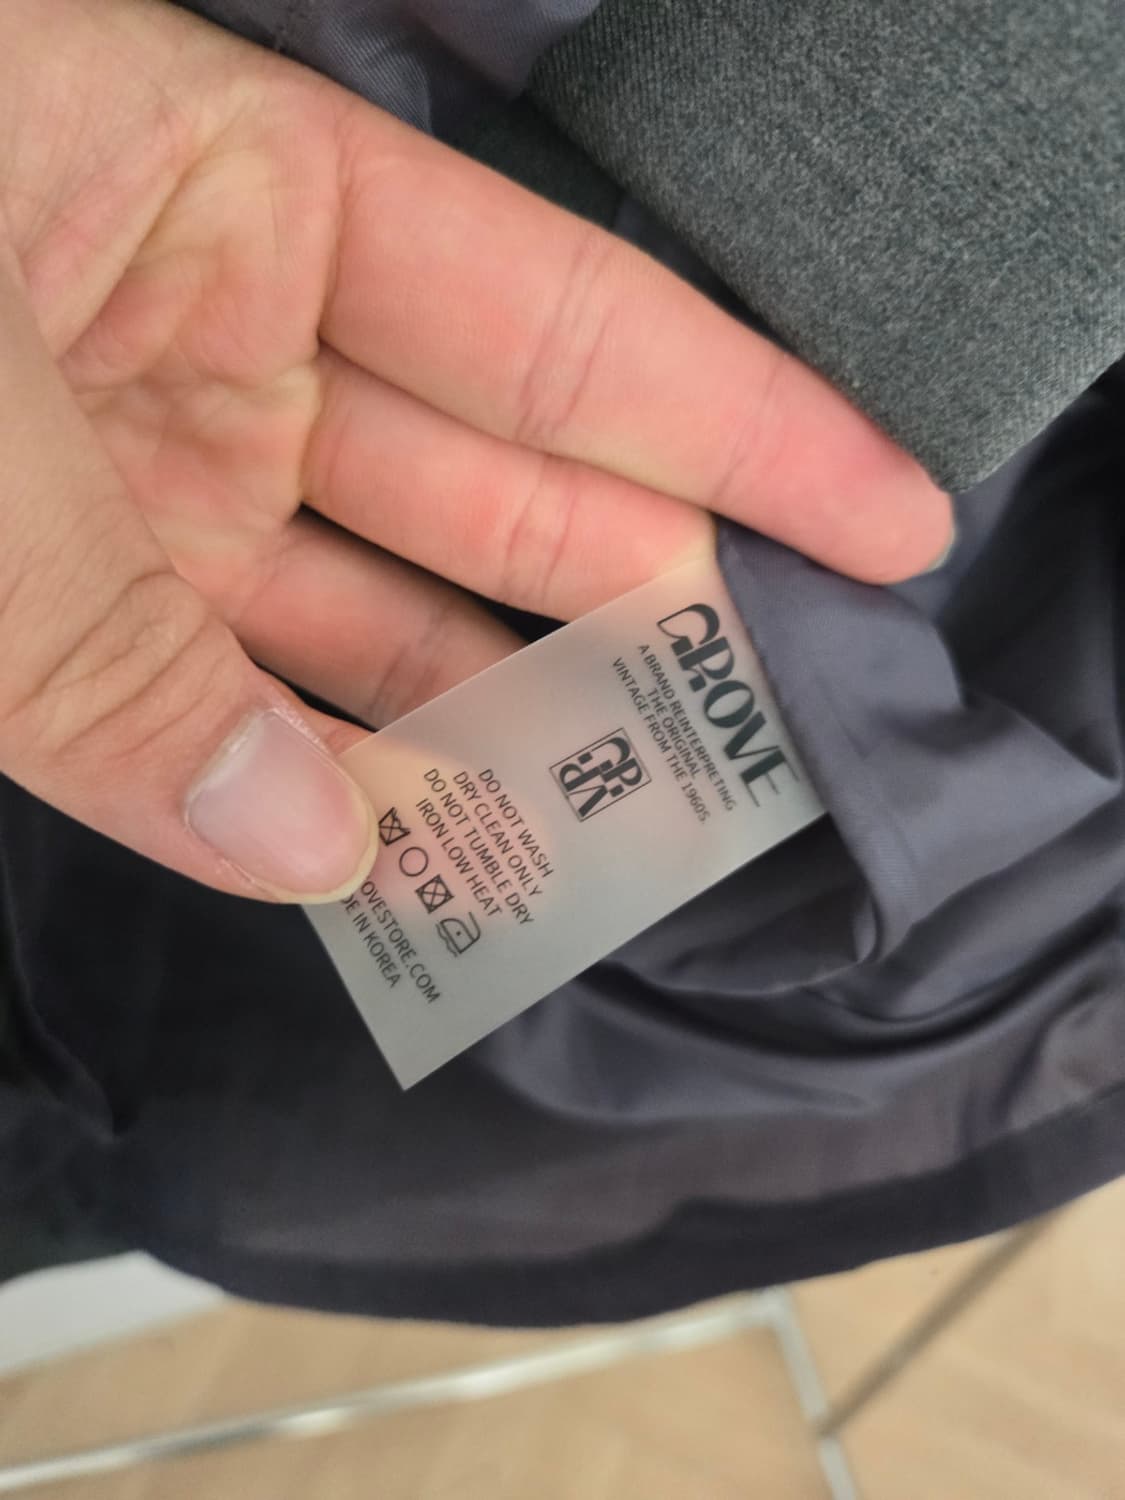 GROVE
A BRAND REINTERPRETING
THE ORIGINAL
VINTAGE FROM THE 1960S.
DO NOT WASH
DRY CLEAN ONLY
DO NOT TUMBLE DRY
IRON LOW HEAT
OVESTORE.COM
DE IN KOREA